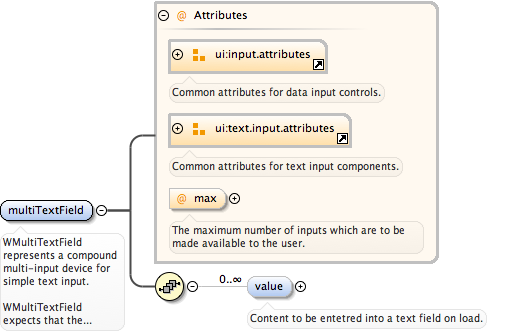 @ Attributes
ui:input.attributes
Common attributes for data input controls.
ui:text.input.attributes
Common attributes for text input components.
@ max
The maximum number of inputs which are to be
made available to the user.
multiTextField
WMultiTextField
represents a compound
multi-input device for
simple text input.
WMultiTextField
expects that the...
0..∞
value
Content to be entetred into a text field on load.